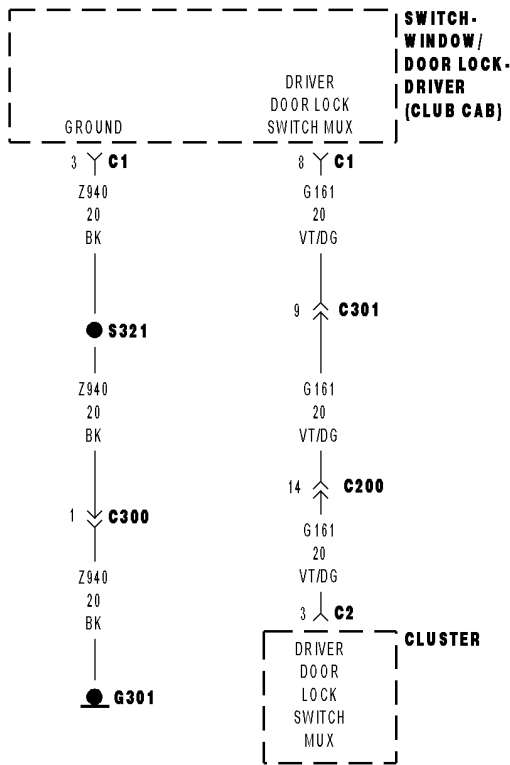 SWITCH-
WINDOW/
DOOR LOCK-
DRIVER
(CLUB CAB)
DRIVER
DOOR LOCK
GROUND SWITCH MUX
3 C1 8 C1
Z940 G161
20 20
BK VT/DG
9 C301
S321
Z940 G161
20 20
BK VT/DG
14 C200
1 C300
G161
20
VT/DG
Z940
20
BK
3 C2
CLUSTER
DRIVER
DOOR
LOCK
SWITCH
MUX
G301